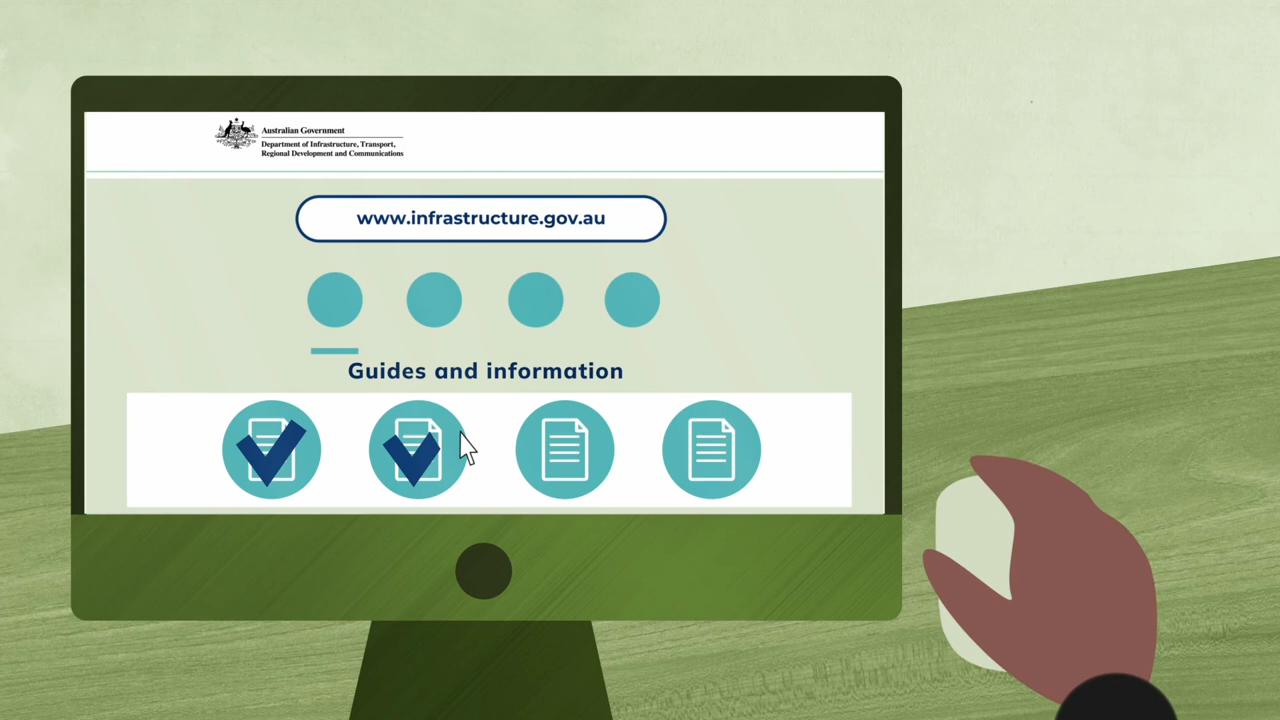 Australian Government
Department of Infrastructure, Transport,
Regional Development and Communications
www.infrastructure.gov.au
Guides and information